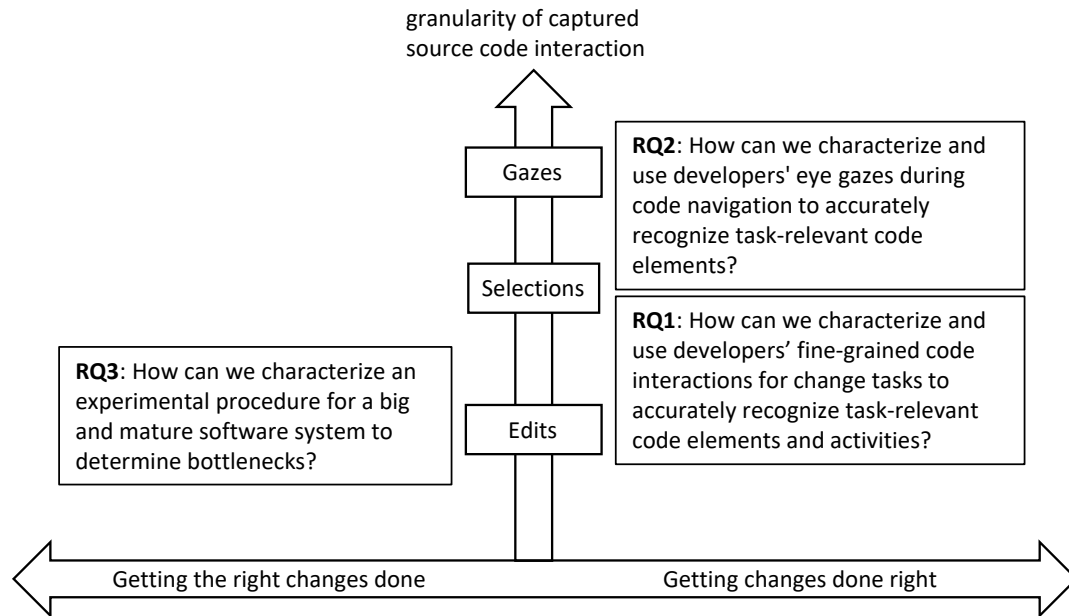 granularity of captured
source code interaction
Gazes
RQ2: How can we characterize and
use developers' eye gazes during
code navigation to accurately
recognize task-relevant code
elements?
Selections
RQ1: How can we characterize and
use developers’ fine-grained code
interactions for change tasks to
accurately recognize task-relevant
code elements and activities?
RQ3: How can we characterize an
experimental procedure for a big
and mature software system to
determine bottlenecks?
Edits
Getting the right changes done
Getting changes done right